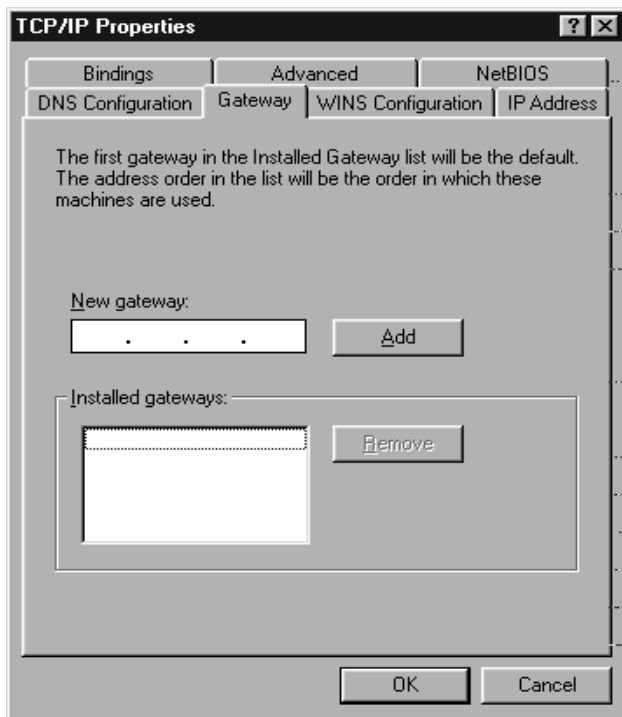 TCP/IP Properties
Bindings Advanced NetBIOS
DNS Configuration Gateway WINS Configuration IP Address
The first gateway in the Installed Gateway list will be the default.
The address order in the list will be the order in which these
machines are used.
New gateway:
. . .
Add
Installed gateways:
Remove
OK Cancel